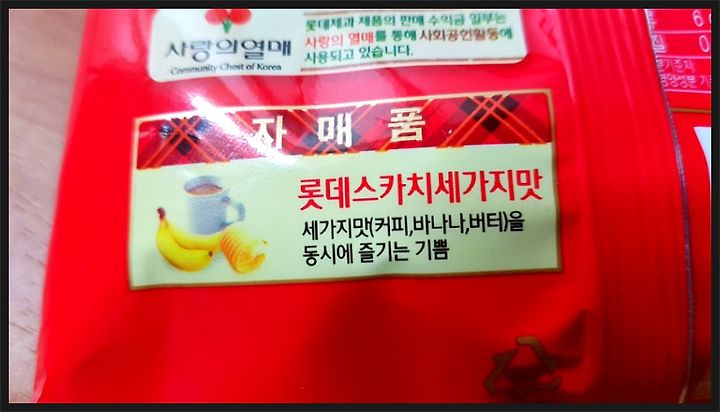 사랑의열매
Community Chest of Korea
롯데제과 제품의 판매 수익금 일부는
사랑의 열매를 통해 사회공헌활동에
사용되고 있습니다.
자매품
롯데스카치세가지맛
세가지맛(커피,바나나,버터)을
동시에 즐기는 기쁨